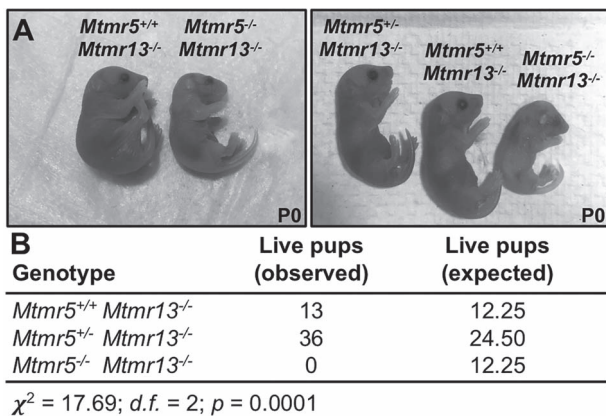 A
Mtmr5+/+
Mtmr13-/-
Mtmr5-/-
Mtmr13-/-
P0
Mtmr5+/-
Mtmr13-/-
Mtmr5+/+
Mtmr13-/-
Mtmr5-/-
Mtmr13-/-
P0
B
Genotype Live pups (observed) Live pups (expected)
Mtmr5+/+ Mtmr13-/- 13 12.25
Mtmr5+/- Mtmr13-/- 36 24.50
Mtmr5-/- Mtmr13-/- 0 12.25
χ2 = 17.69; d.f. = 2; p = 0.0001